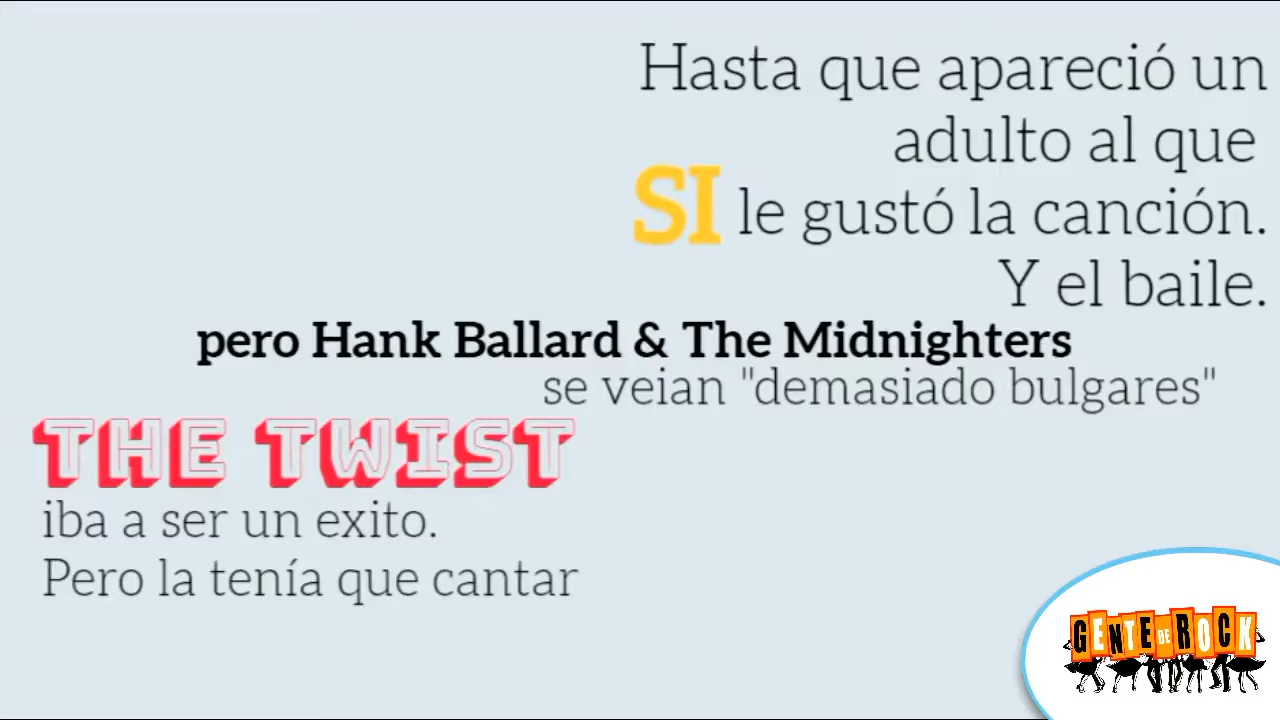 Hasta que apareció un
adulto al que
SI le gustó la canción.
Y el baile.
pero Hank Ballard & The Midnighters
se veian "demasiado bulgares"
THE TWIST
iba a ser un exito.
Pero la tenía que cantar
GENTE DE ROCK